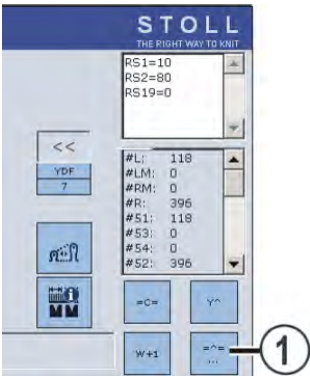 STOLL
THE RIGHT WAY TO KNIT
RS1=10
RS2=80
RS19=0
<<
YDF
7
#L: 118
#LM: 0
#RM: 0
#R: 396
#51: 118
#53: 0
#54: 0
#52: 396
MM
=C=
Y^
W+1
=^=
...
1